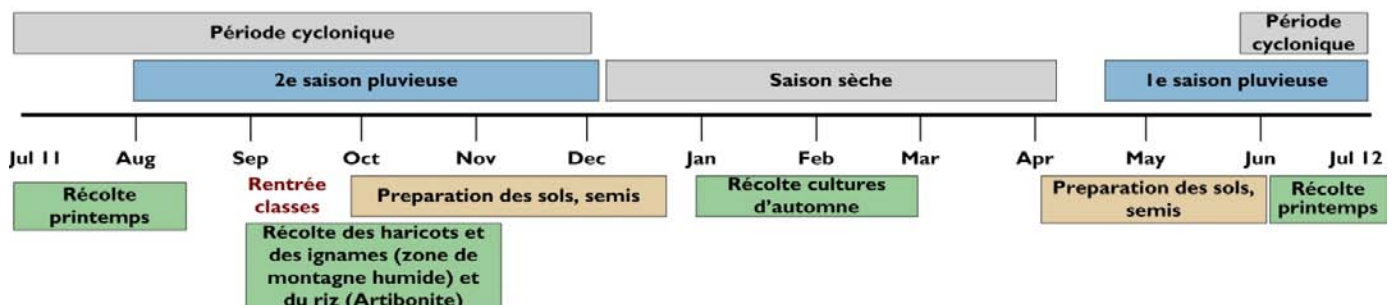 Période cyclonique
Période
cyclonique
2e saison pluvieuse
Saison sèche
1e saison pluvieuse
Jul 11 Aug Sep Oct Nov Dec Jan Feb Mar Apr May Jun Jul 12
Récolte
printemps
Rentrée
classes
Preparation des sols, semis
Récolte cultures
d'automne
Preparation des sols,
semis
Récolte
printemps
Récolte des haricots et
des ignames (zone de
montagne humide) et
du riz (Artibonite)